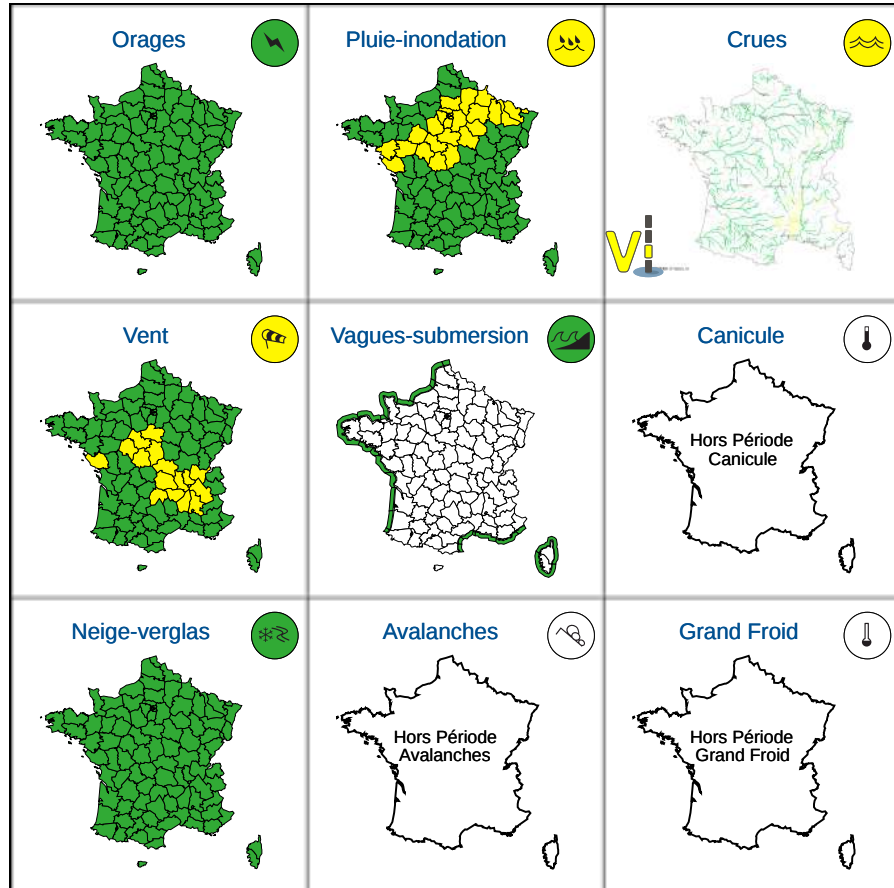 Orages
Pluie-inondation
Crues
V
Vent
Vagues-submersion
Canicule
Hors Période
Canicule
Neige-verglas
Avalanches
Hors Période
Avalanches
Grand Froid
Hors Période
Grand Froid